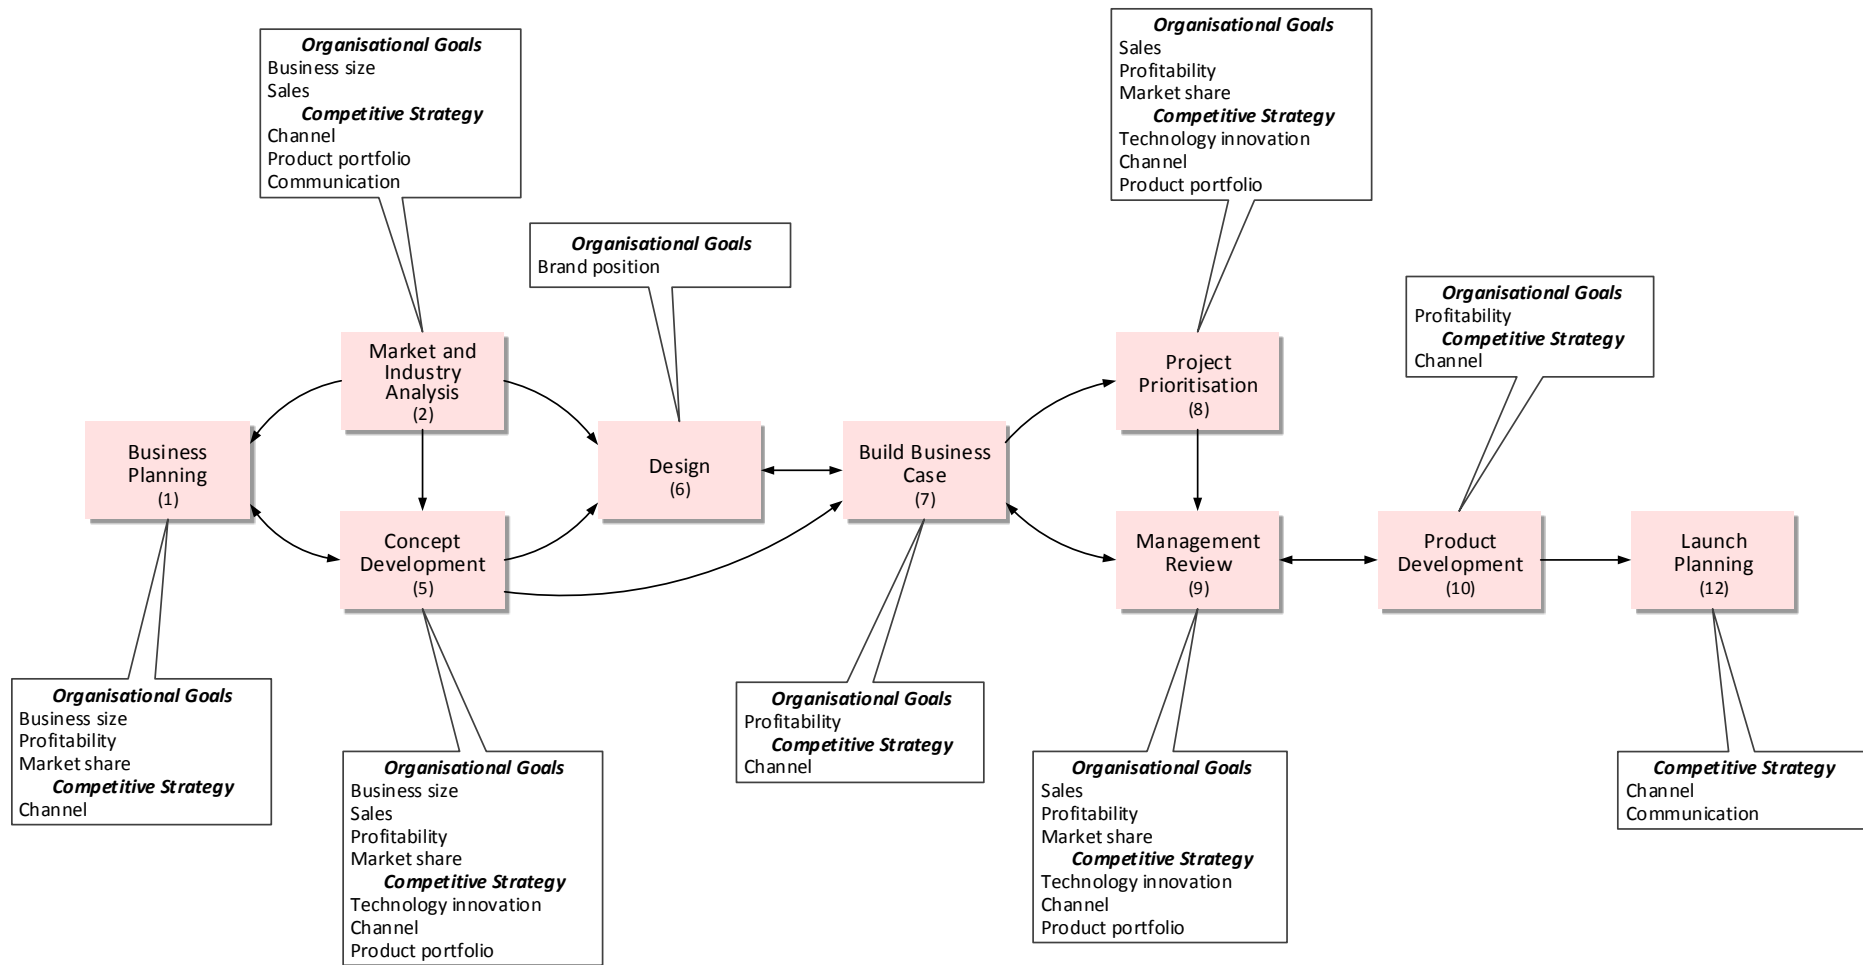 Organisational Goals
Business size
Sales
Competitive Strategy
Channel
Product portfolio
Communication
Organisational Goals
Sales
Profitability
Market share
Competitive Strategy
Technology innovation
Channel
Product portfolio
Organisational Goals
Brand position
Organisational Goals
Profitability
Competitive Strategy
Channel
Market and
Industry
Analysis
(2)
Project
Prioritisation
(8)
Business
Planning
(1)
Design
(6)
Build Business
Case
(7)
Concept
Development
(5)
Management
Review
(9)
Product
Development
(10)
Launch
Planning
(12)
Organisational Goals
Business size
Profitability
Market share
Competitive Strategy
Channel
Organisational Goals
Business size
Sales
Profitability
Market share
Competitive Strategy
Technology innovation
Channel
Product portfolio
Organisational Goals
Profitability
Competitive Strategy
Channel
Organisational Goals
Sales
Profitability
Market share
Competitive Strategy
Technology innovation
Channel
Product portfolio
Competitive Strategy
Channel
Communication